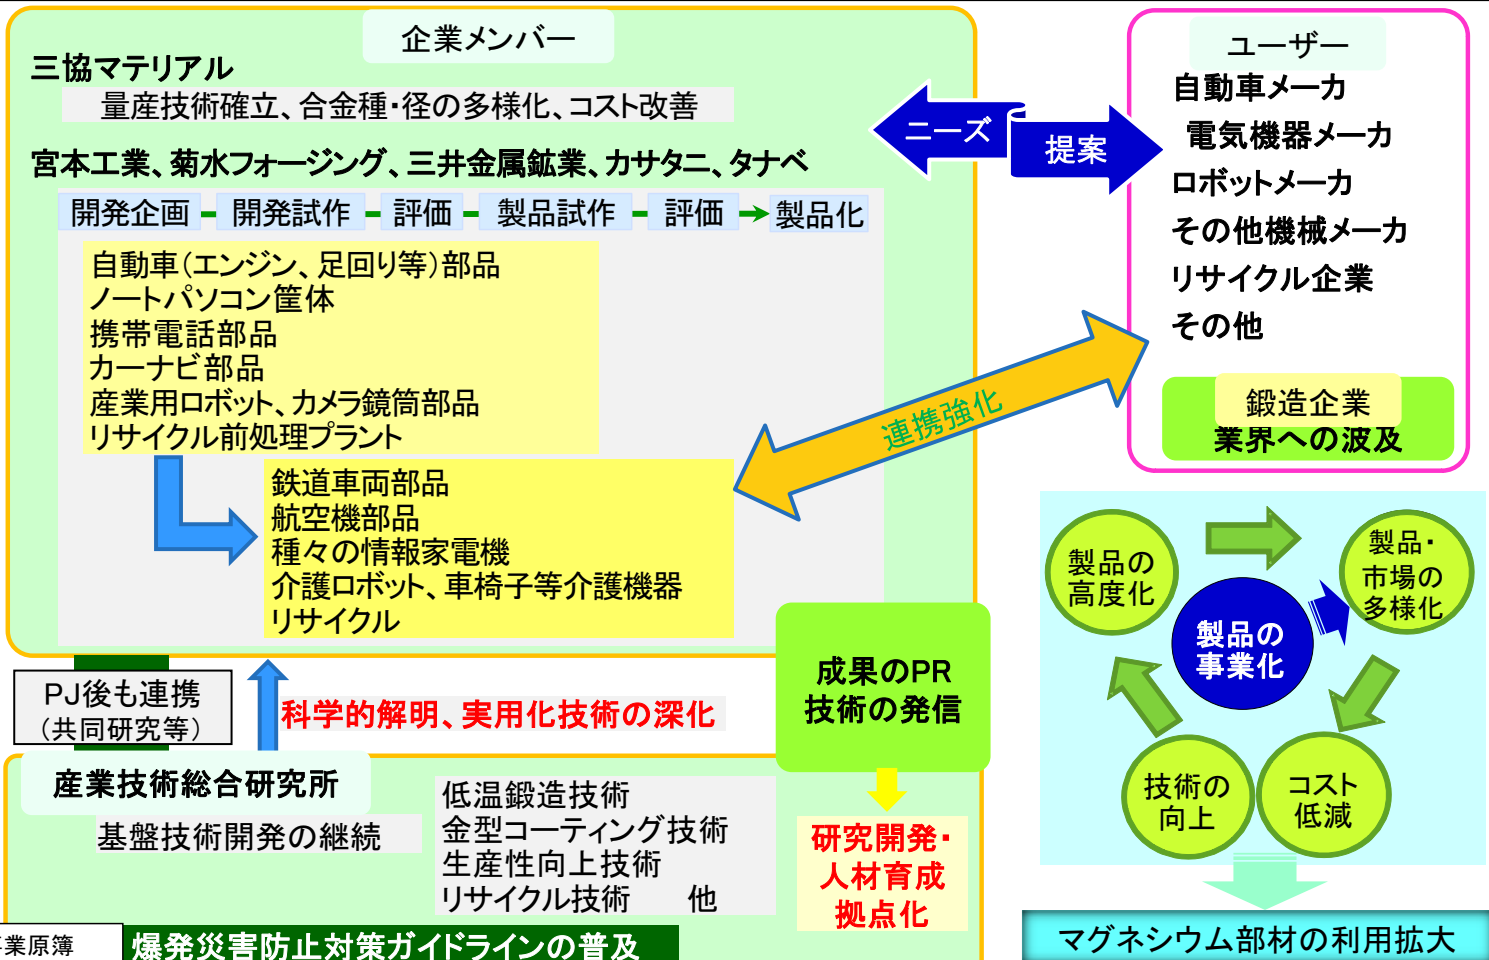 企業メンバー
三協マテリアル
量産技術確立、合金種・径の多様化、コスト改善
宮本工業、菊水フォージング、三井金属鉱業、カサタニ、タナベ
開発企画
開発試作
評価
製品試作
評価
製品化
自動車(エンジン、足回り等)部品
ノートパソコン筐体
携帯電話部品
カーナビ部品
産業用ロボット、カメラ鏡筒部品
リサイクル前処理プラント
鉄道車両部品
航空機部品
種々の情報家電機
介護ロボット、車椅子等介護機器
リサイクル
ニーズ
提案
ユーザー
自動車メーカ
電気機器メーカ
ロボットメーカ
その他機械メーカ
リサイクル企業
その他
鍛造企業
業界への波及
連携強化
PJ後も連携
(共同研究等)
科学的解明、実用化技術の深化
成果のPR
技術の発信
産業技術総合研究所
基盤技術開発の継続
低温鍛造技術
金型コーティング技術
生産性向上技術
リサイクル技術 他
研究開発・
人材育成
拠点化
業原簿
爆発災害防止対策ガイドラインの普及
製品の
高度化
製品・
市場の
多様化
製品の
事業化
技術の
向上
コスト
低減
マグネシウム部材の利用拡大